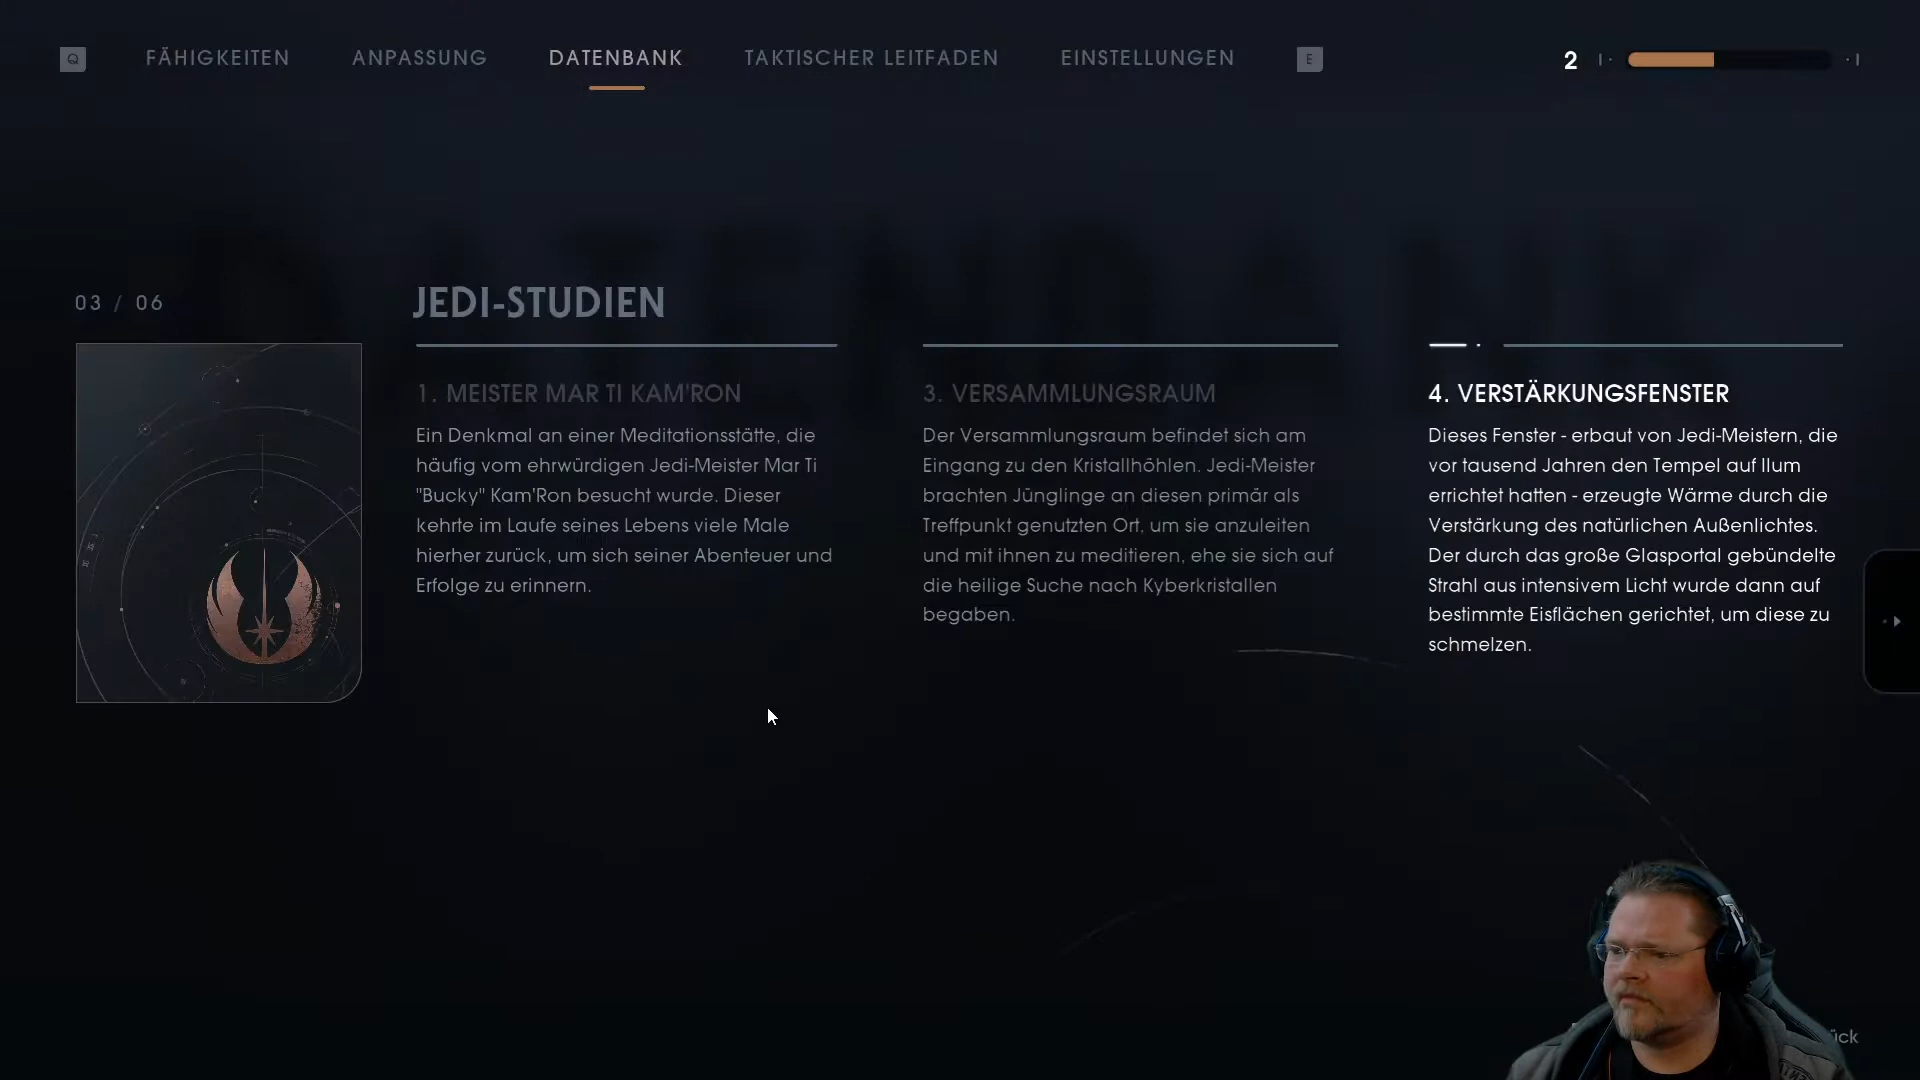 Q FÄHIGKEITEN ANPASSUNG DATENBANK TAKTISCHER LEITFADEN EINSTELLUNGEN E 2
03 / 06
JEDI-STUDIEN
1. MEISTER MAR TI KAM'RON
Ein Denkmal an einer Meditationsstätte, die
häufig vom ehrwürdigen Jedi-Meister Mar Ti
"Bucky" Kam'Ron besucht wurde. Dieser
kehrte im Laufe seines Lebens viele Male
hierher zurück, um sich seiner Abenteuer und
Erfolge zu erinnern.
3. VERSAMMLUNGSRAUM
Der Versammlungsraum befindet sich am
Eingang zu den Kristallhöhlen. Jedi-Meister
brachten Jünglinge an diesen primär als
Treffpunkt genutzten Ort, um sie anzuleiten
und mit ihnen zu meditieren, ehe sie sich auf
die heilige Suche nach Kyberkristallen
begaben.
4. VERSTÄRKUNGSFENSTER
Dieses Fenster - erbaut von Jedi-Meistern, die
vor tausend Jahren den Tempel auf Ilum
errichtet hatten - erzeugte Wärme durch die
Verstärkung des natürlichen Außenlichtes.
Der durch das große Glasportal gebündelte
Strahl aus intensivem Licht wurde dann auf
bestimmte Eisflächen gerichtet, um diese zu
schmelzen.